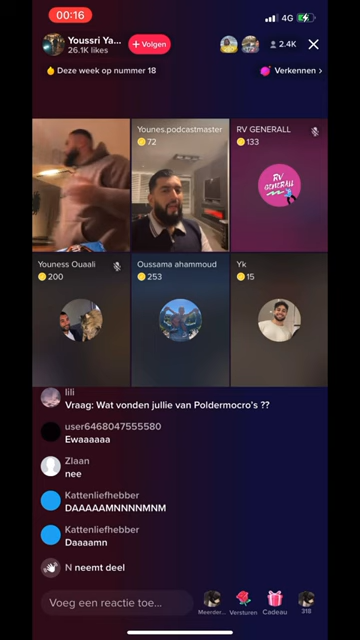 00:16
4G
Youssri Ya...
26.1K likes
+ Volgen
2.4K
Deze week op nummer 18
Verkennen >
Younes.podcastmaster
72
RV GENERALL
133
RV
GENERALL
Youness Ouaali
200
Oussama ahammoud
253
Yk
15
lili
Vraag: Wat vonden jullie van Poldermocro's ??
user6468047555580
Ewaaaaaa
Zlaan
nee
Kattenliefhebber
DAAAAAMNNNNMNM
Kattenliefhebber
Daaaamn
N neemt deel
Voeg een reactie toe...
Meerder...
Versturen
Cadeau
318